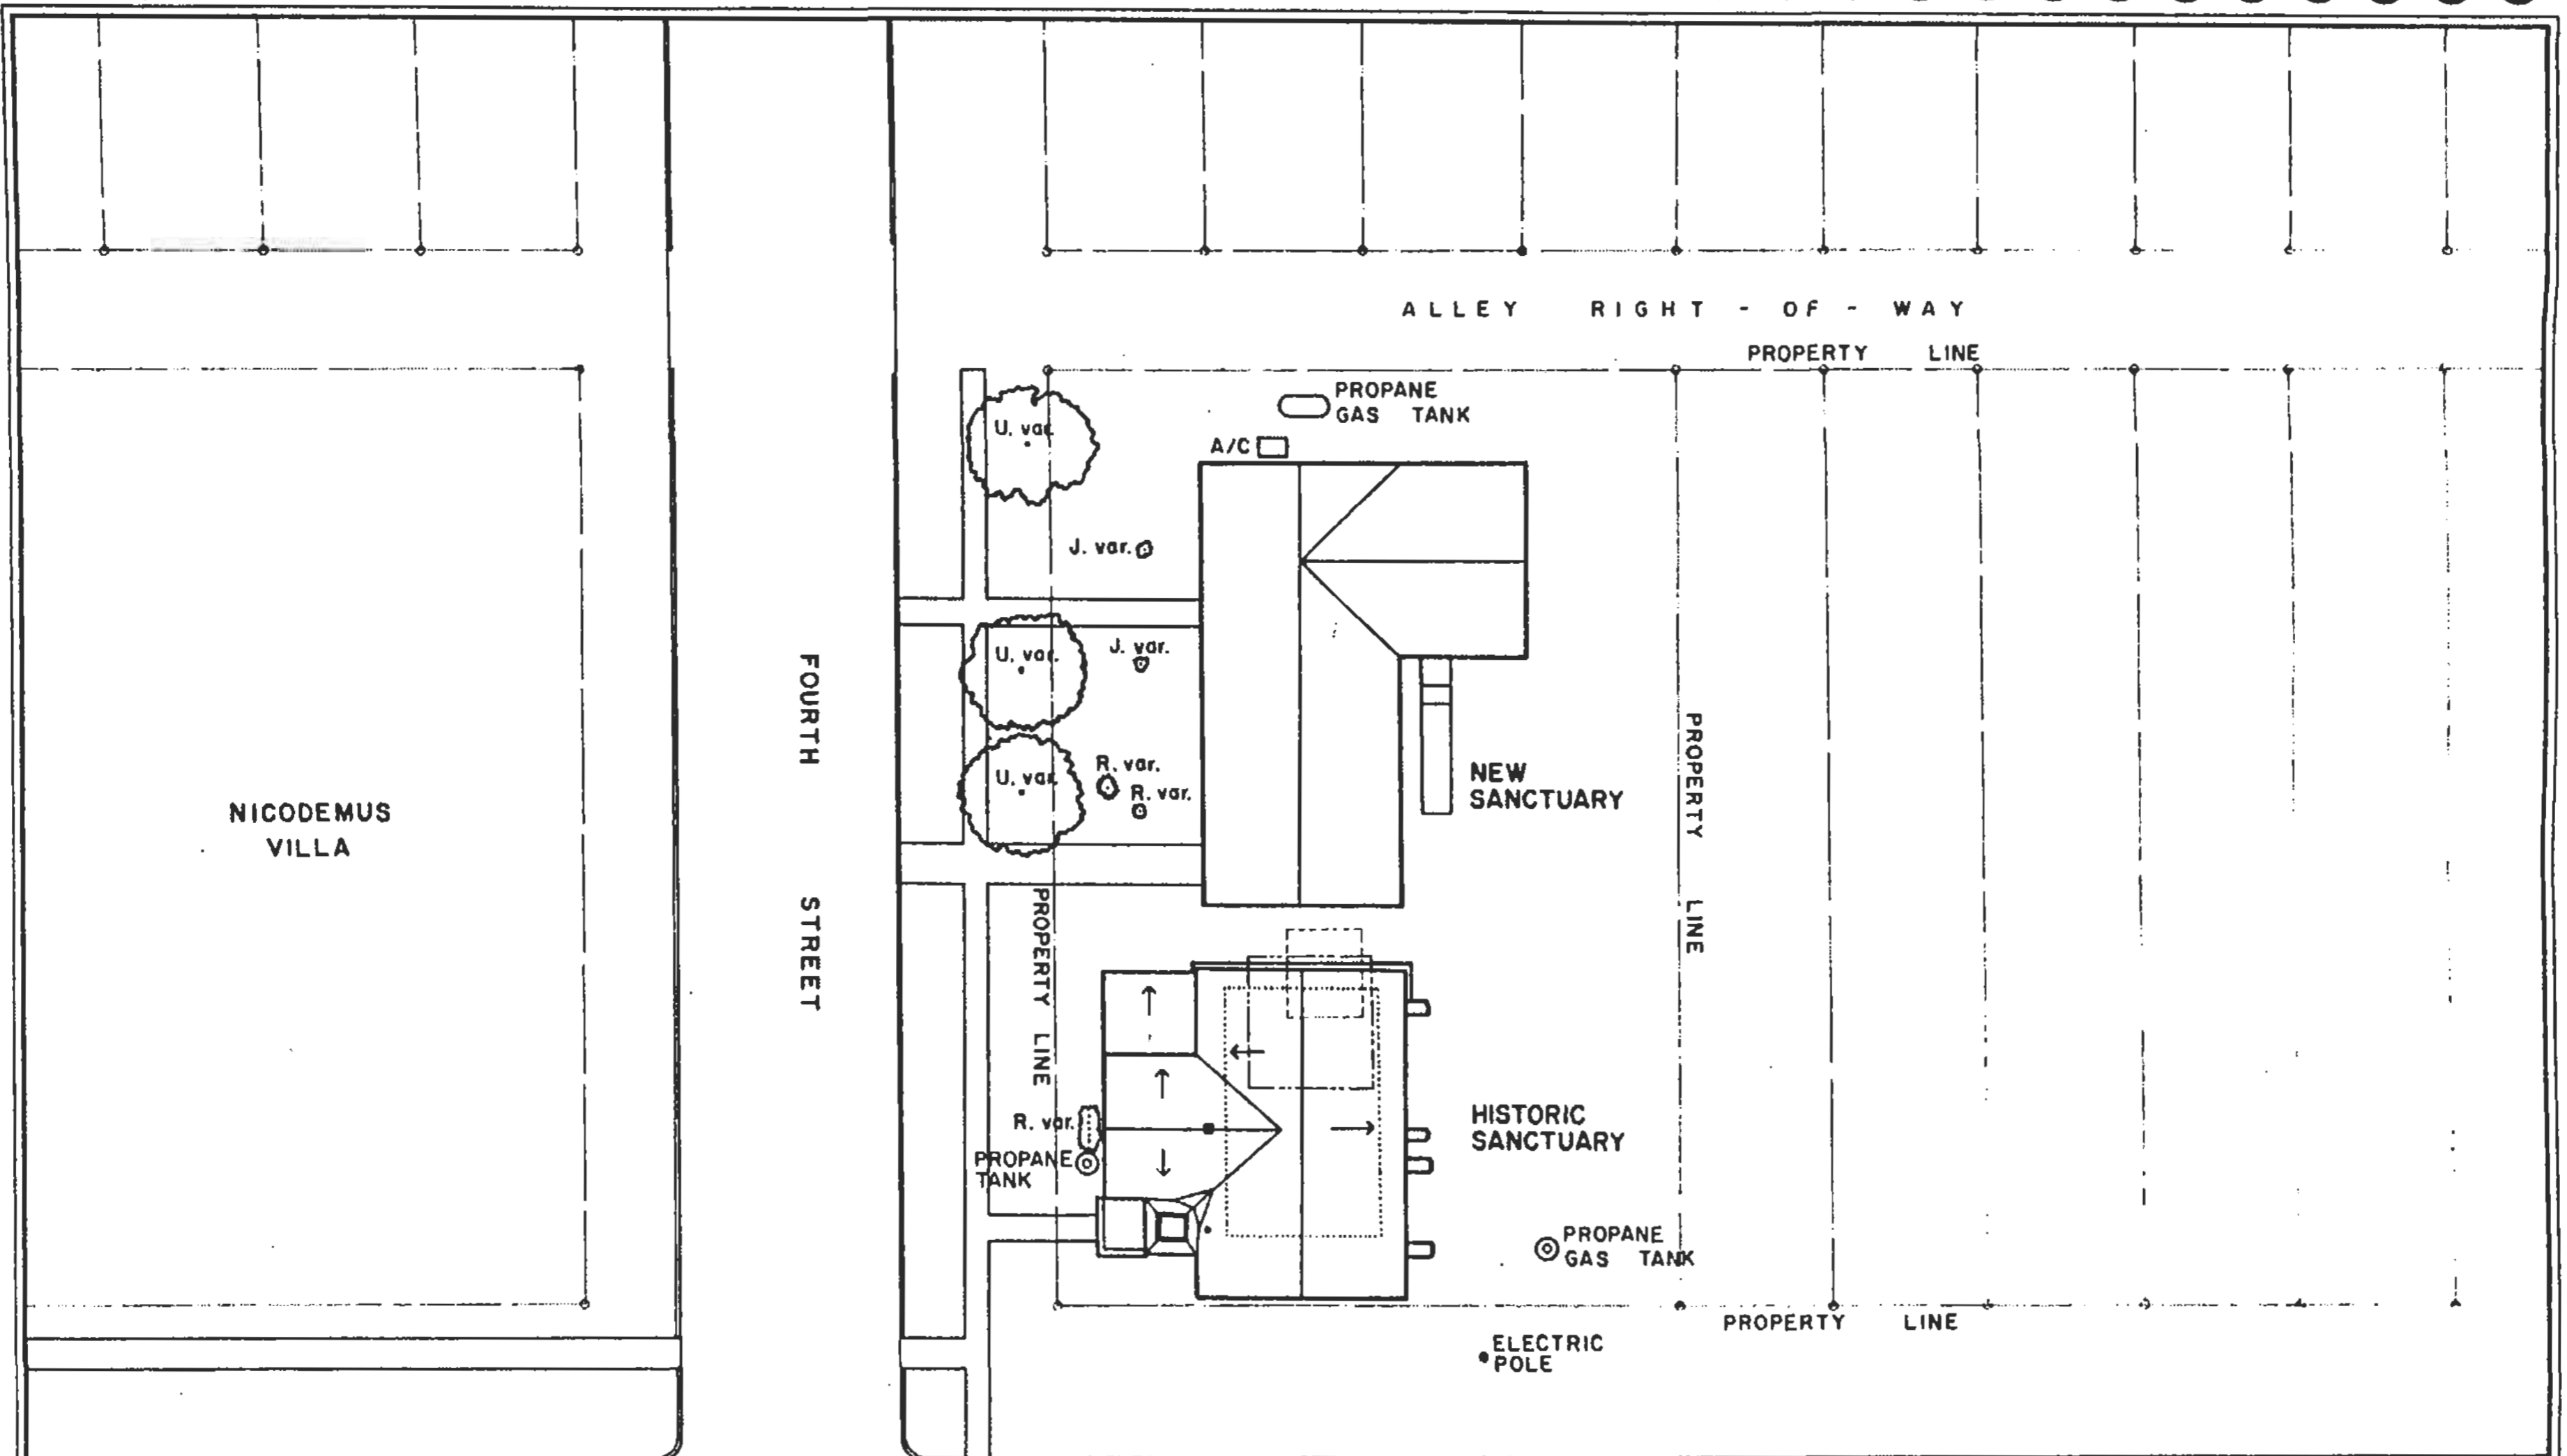 ALLEY RIGHT - OF - WAY
PROPERTY LINE
PROPANE
GAS TANK
A/C
U. var.
J. var.
U. var.
J. var.
U. var.
R. var.
R. var.
NEW
SANCTUARY
PROPERTY LINE
FOURTH STREET
NICODEMUS
VILLA
PROPERTY LINE
R. var.
PROPANE
TANK
HISTORIC
SANCTUARY
PROPANE
GAS TANK
PROPERTY LINE
ELECTRIC
POLE